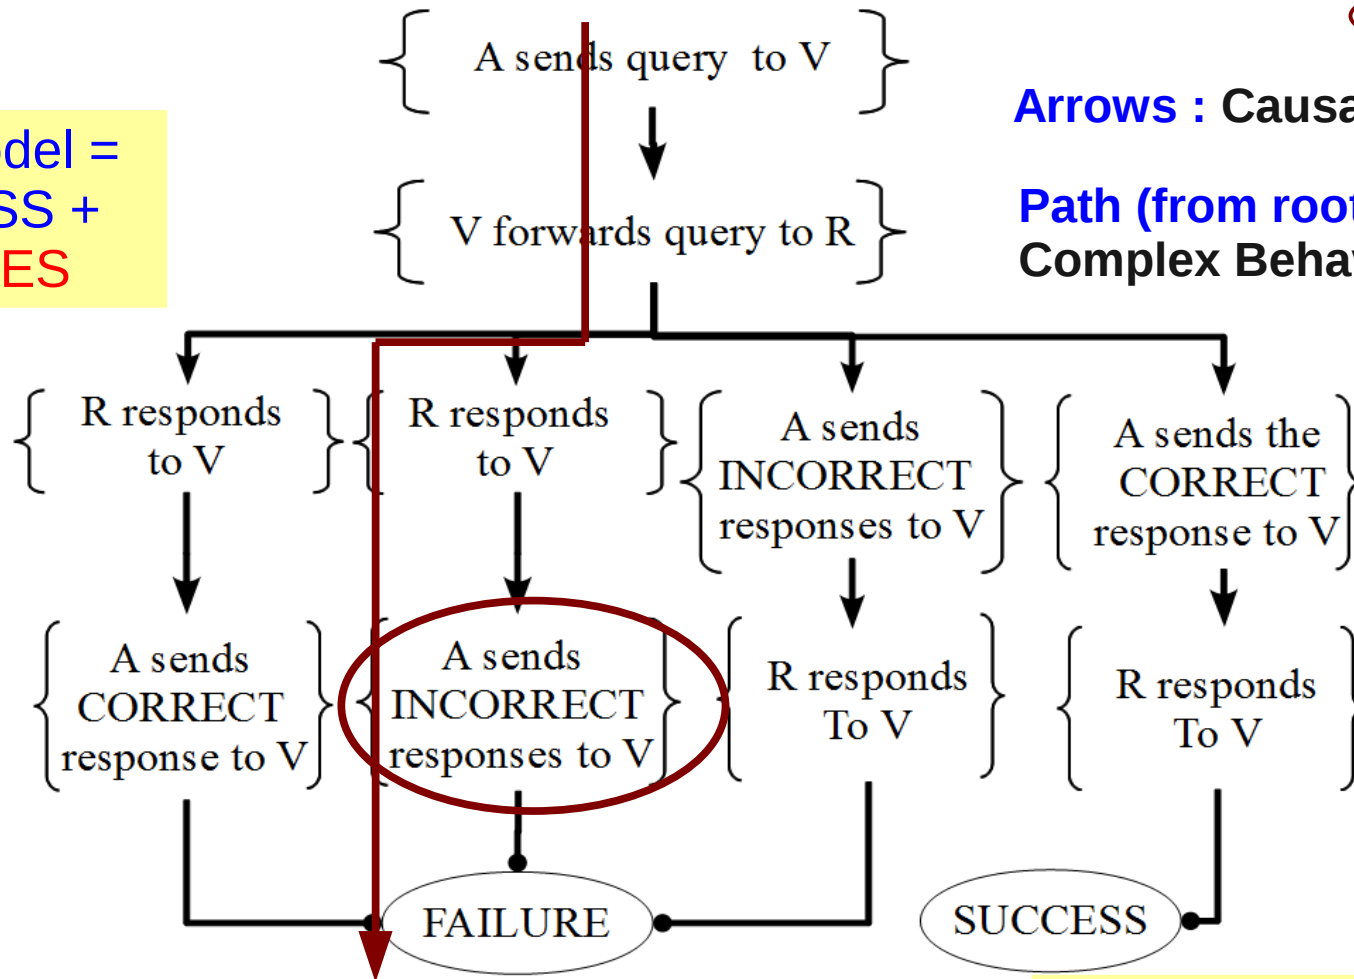 A sends query to V
Arrows : Causa
odel =
SS +
ES
Path (from root
Complex Behav
V forwards query to R
R responds
to V
R responds
to V
A sends
INCORRECT
responses to V
A sends the
CORRECT
response to V
A sends
CORRECT
response to V
A sends
INCORRECT
responses to V
R responds
To V
R responds
To V
FAILURE
SUCCESS